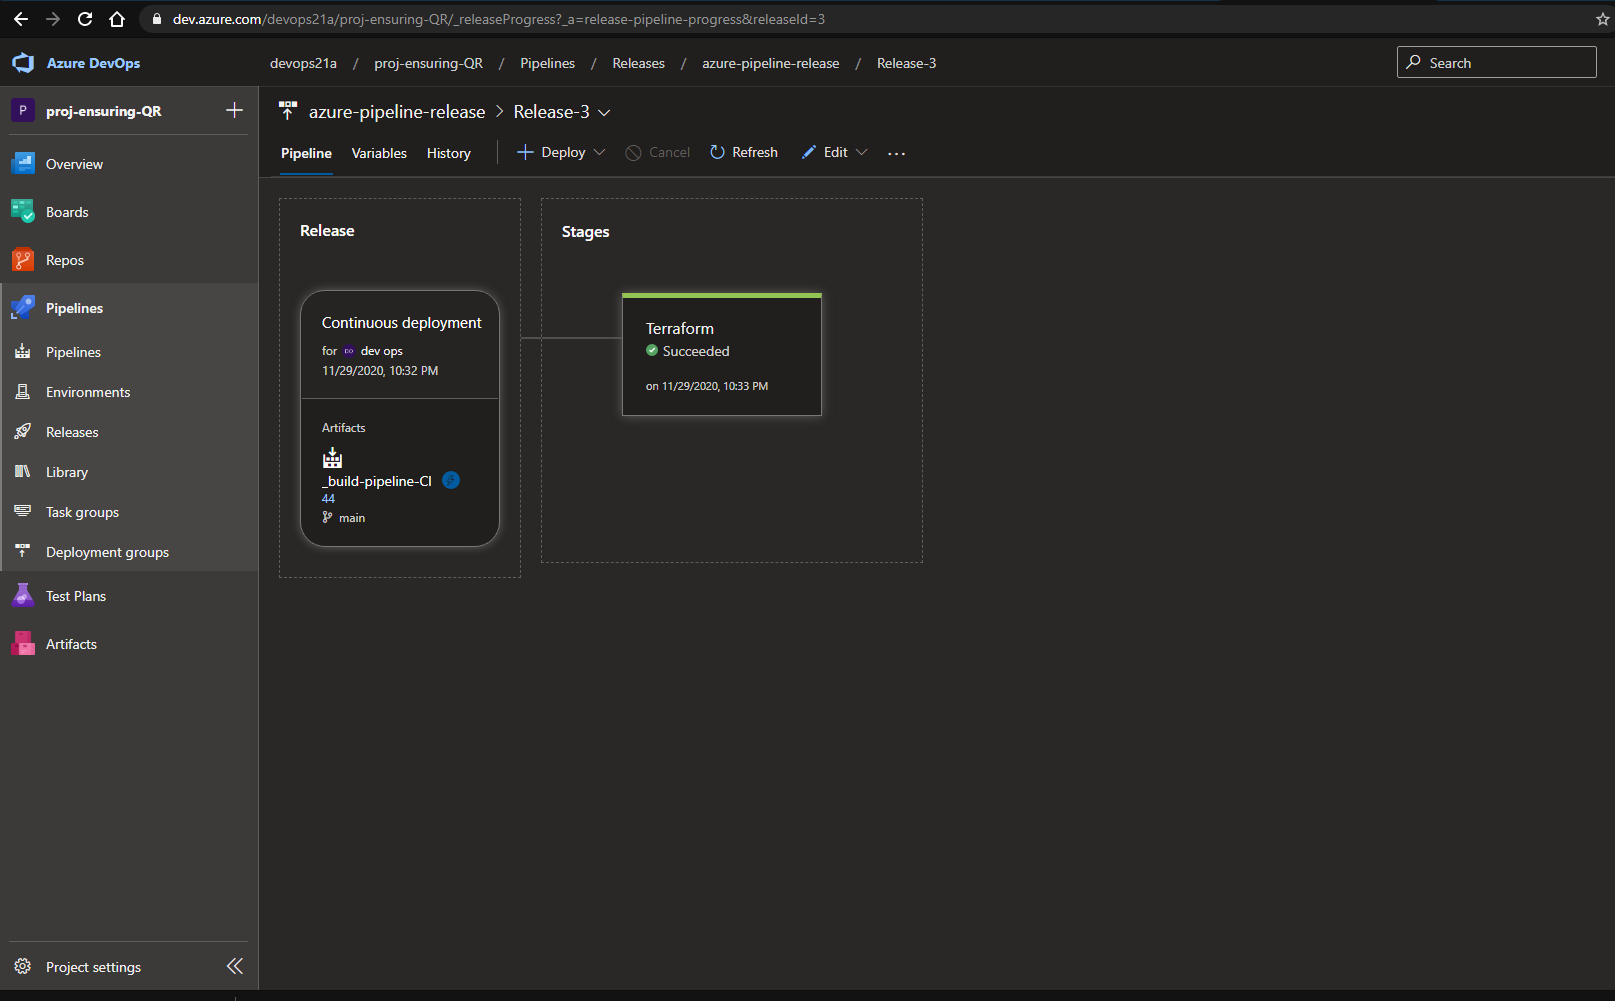 dev.azure.com/devops21a/proj-ensuring-QR/_releaseProgress?_a=release-pipeline-progress&releaseId=3
Azure DevOps
devops21a / proj-ensuring-QR / Pipelines / Releases / azure-pipeline-release / Release-3
Search
P proj-ensuring-QR
Overview
Boards
Repos
Pipelines
Pipelines
Environments
Releases
Library
Task groups
Deployment groups
Test Plans
Artifacts
Project settings
azure-pipeline-release > Release-3
Pipeline Variables History Deploy Cancel Refresh Edit ...
Release
Continuous deployment
for DO dev ops
11/29/2020, 10:32 PM
Artifacts
_build-pipeline-CI
44
main
Stages
Terraform
Succeeded
on 11/29/2020, 10:33 PM